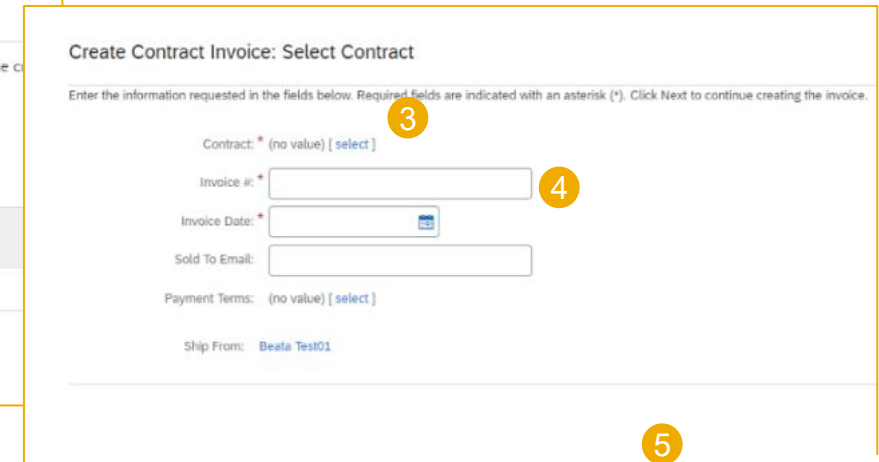 e c
Create Contract Invoice: Select Contract
Enter the information requested in the fields below. Required fields are indicated with an asterisk (*). Click Next to continue creating the invoice.
3
Contract: * (no value) [ select ]
Invoice #: *
4
Invoice Date: *
Sold To Email:
Payment Terms: (no value) [ select ]
Ship From: Beata Test01
5